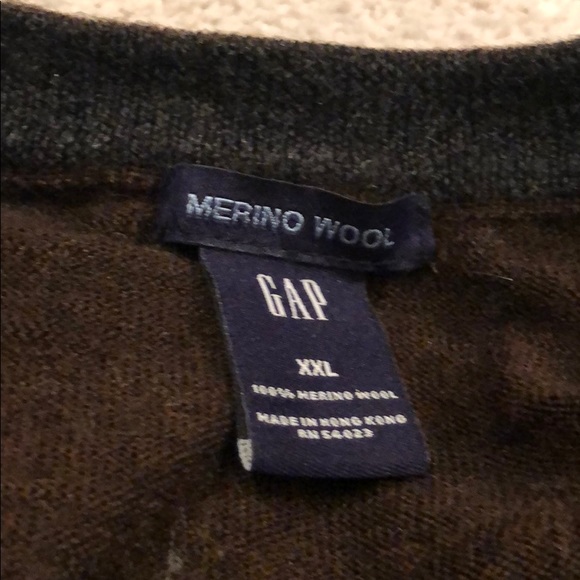 MERINO WOOL
GAP
XXL
100% MERINO WOOL
MADE IN HONG KONG
RN 54023